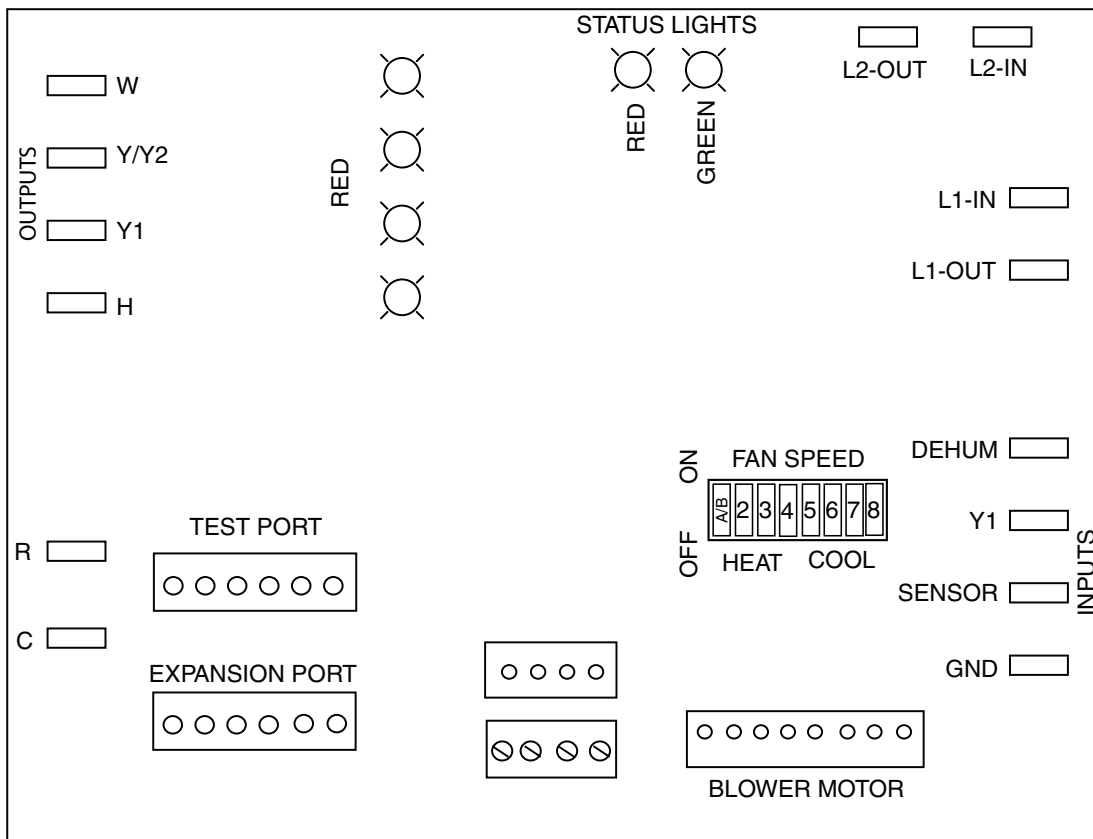 STATUS LIGHTS
L2-OUT
L2-IN
W
Y/Y2
Y1
H
OUTPUTS
RED
RED
GREEN
L1-IN
L1-OUT
DEHUM
Y1
SENSOR
GND
INPUTS
ON
OFF
FAN SPEED
A/B 2 3 4 5 6 7 8
HEAT
COOL
R
C
TEST PORT
EXPANSION PORT
BLOWER MOTOR